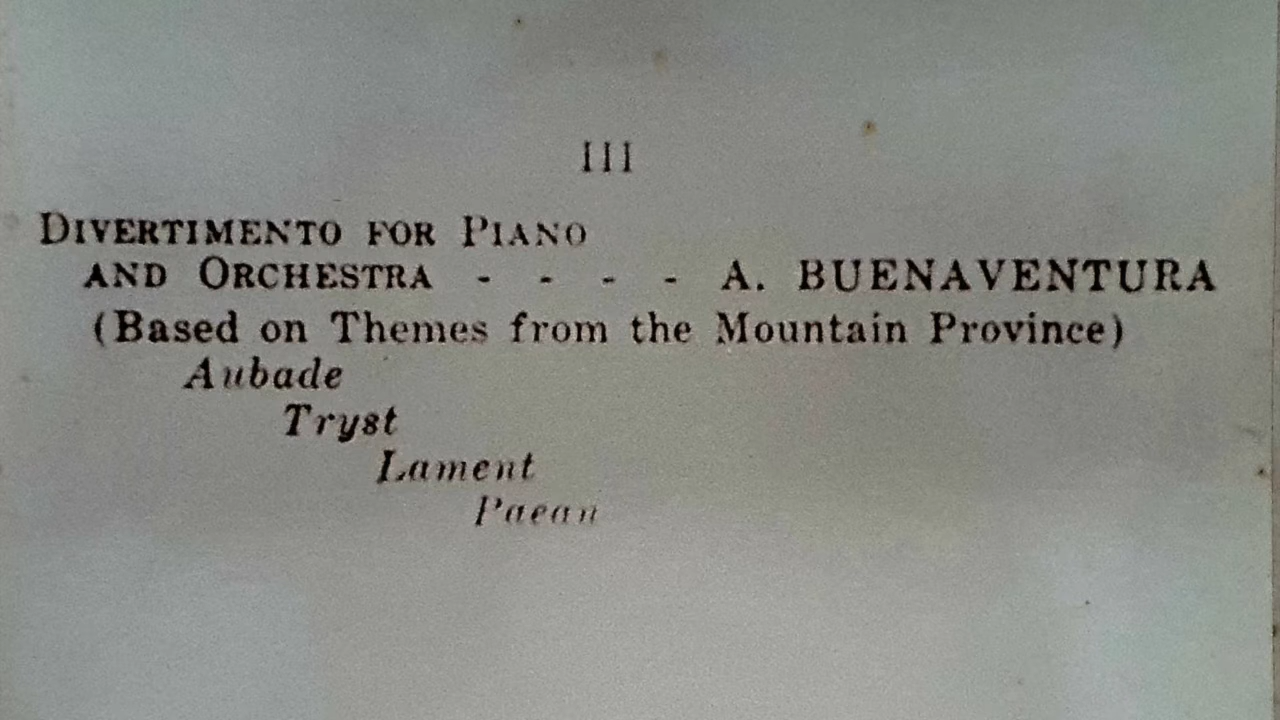 III
DIVERTIMENTO FOR PIANO
AND ORCHESTRA - - - - A. BUENAVENTURA
(Based on Themes from the Mountain Province)
Aubade
Tryst
Lament
Paean